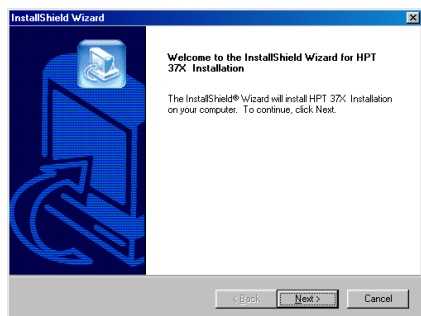 InstallShield Wizard
Welcome to the InstallShield Wizard for HPT
37X Installation
The InstallShield® Wizard will install HPT 37X Installation
on your computer. To continue, click Next.
< Back
Next >
Cancel